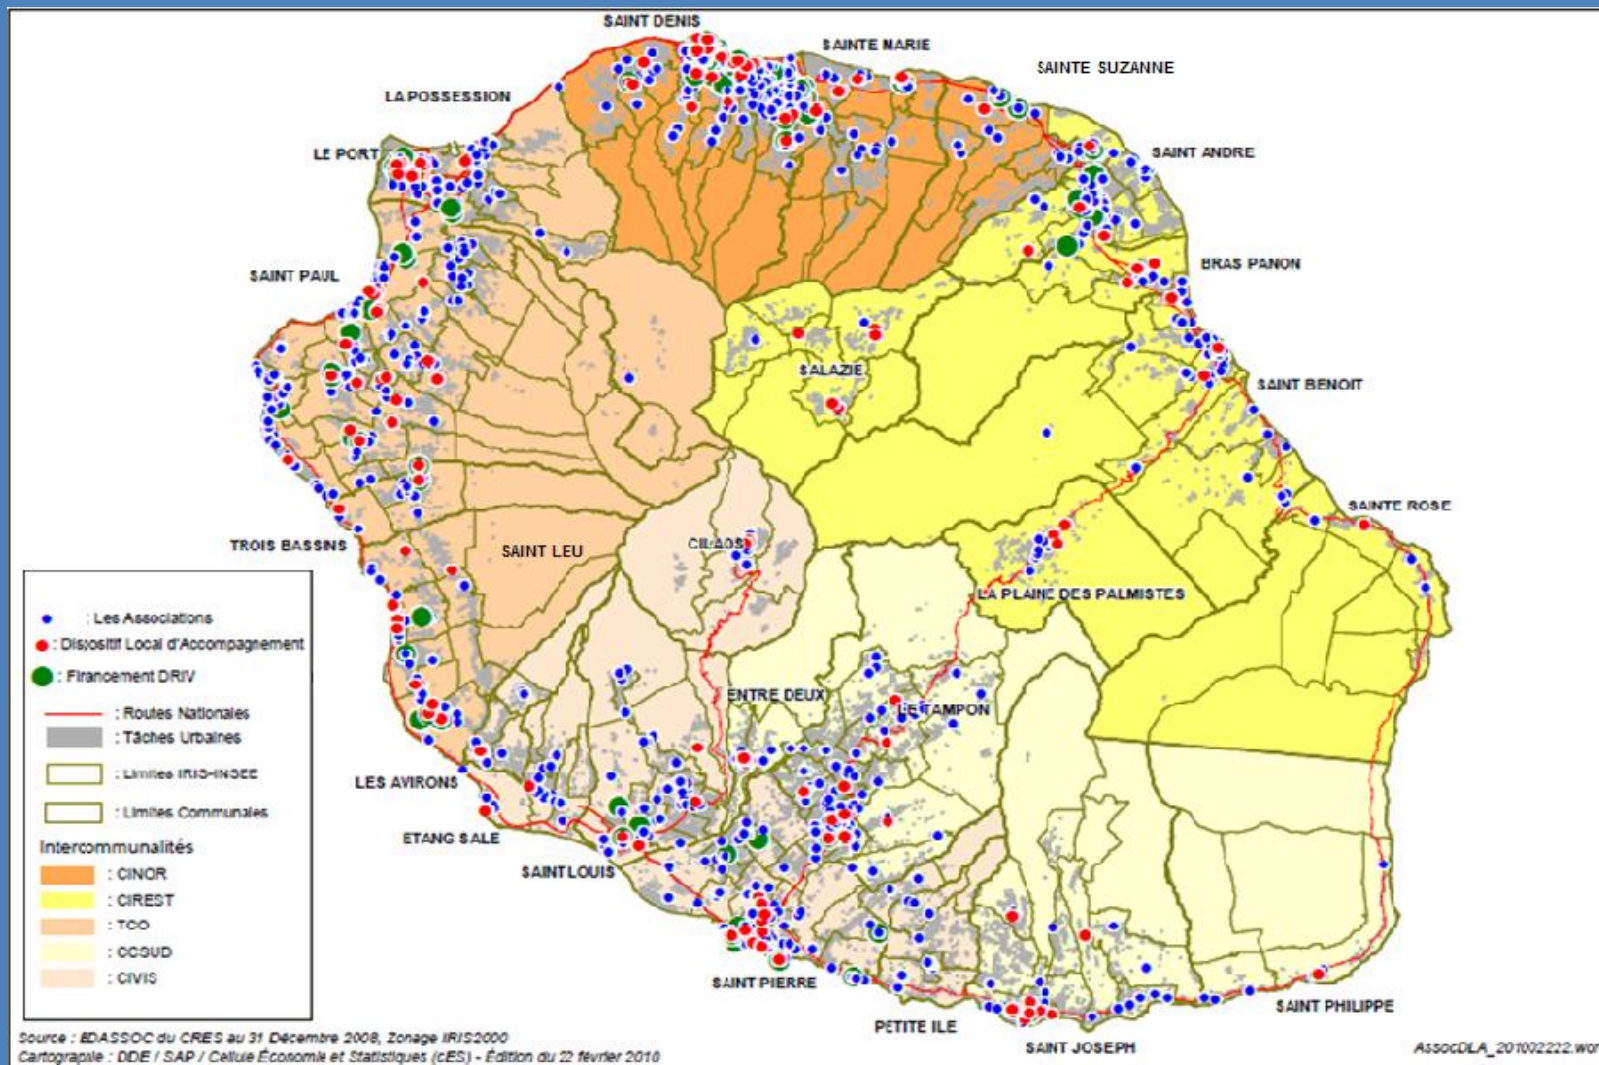 SAINT DENIS
SAINTE MARIE
SAINTE SUZANNE
LA POSSESSION
LE PORT
SAINT ANDRE
SAINT PAUL
BRAS PANON
SALAZIE
SAINT BENOIT
SAINTE ROSE
TROIS BASSINS
SAINT LEU
CILAOS
LA PLAINE DES PALMISTES
ENTRE DEUX
LE TAMPON
LES AVIRONS
ETANG SALE
SAINT LOUIS
SAINT PIERRE
PETITE ILE
SAINT JOSEPH
SAINT PHILIPPE
: Les Associations
: Dispositif Local d'Accompagnement
: Financement DRIV
: Routes Nationales
: Tâches Urbaines
: Limites IRIS-INSEE
: Limites Communales
Intercommunalités
: CINOR
: CIREST
: TCO
: CCSUD
: CIVIS
Source : EDASSOC du CRES au 31 Décembre 2008, Zonage IRIS2000
Cartographie : DDE / SAP / Cellule Économie et Statistiques (cES) - Édition du 22 février 2010
AssocDLA_201002222.wor